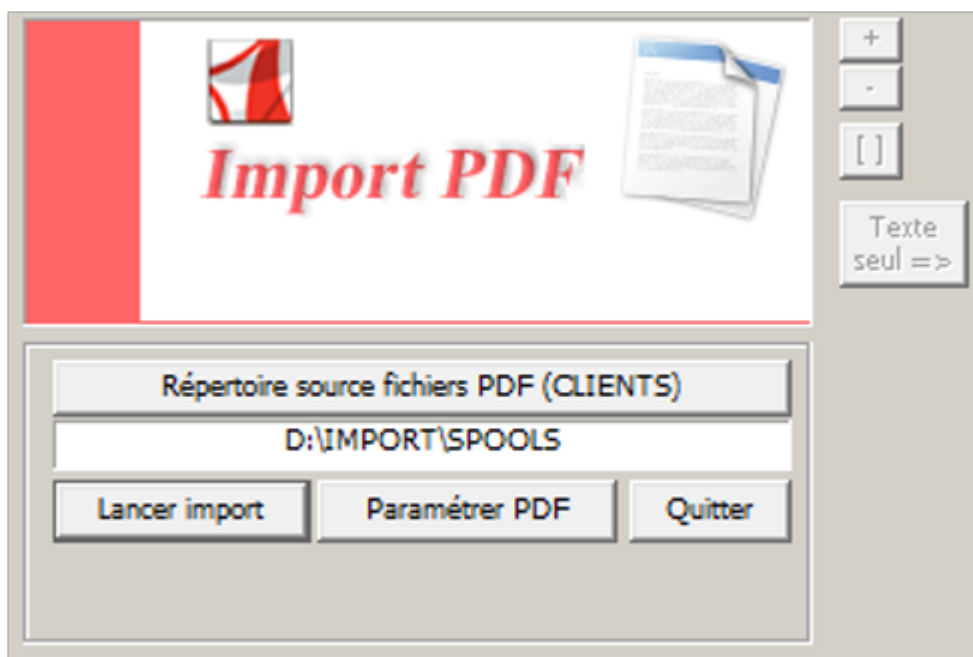 Import PDF
+
-
[ ]
Texte
seul =>
Répertoire source fichiers PDF (CLIENTS)
D:\IMPORT\SPOOLS
Lancer import
Paramétrer PDF
Quitter